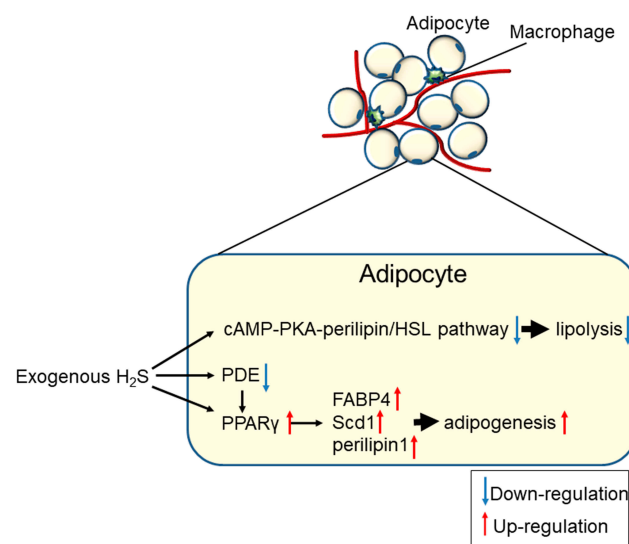 Adipocyte
Macrophage
Adipocyte
cAMP-PKA-perilipin/HSL pathway lipolysis
Exogenous H₂S
PDE
PPARγ
FABP4
Scd1
perilipin1
adipogenesis
Down-regulation
Up-regulation